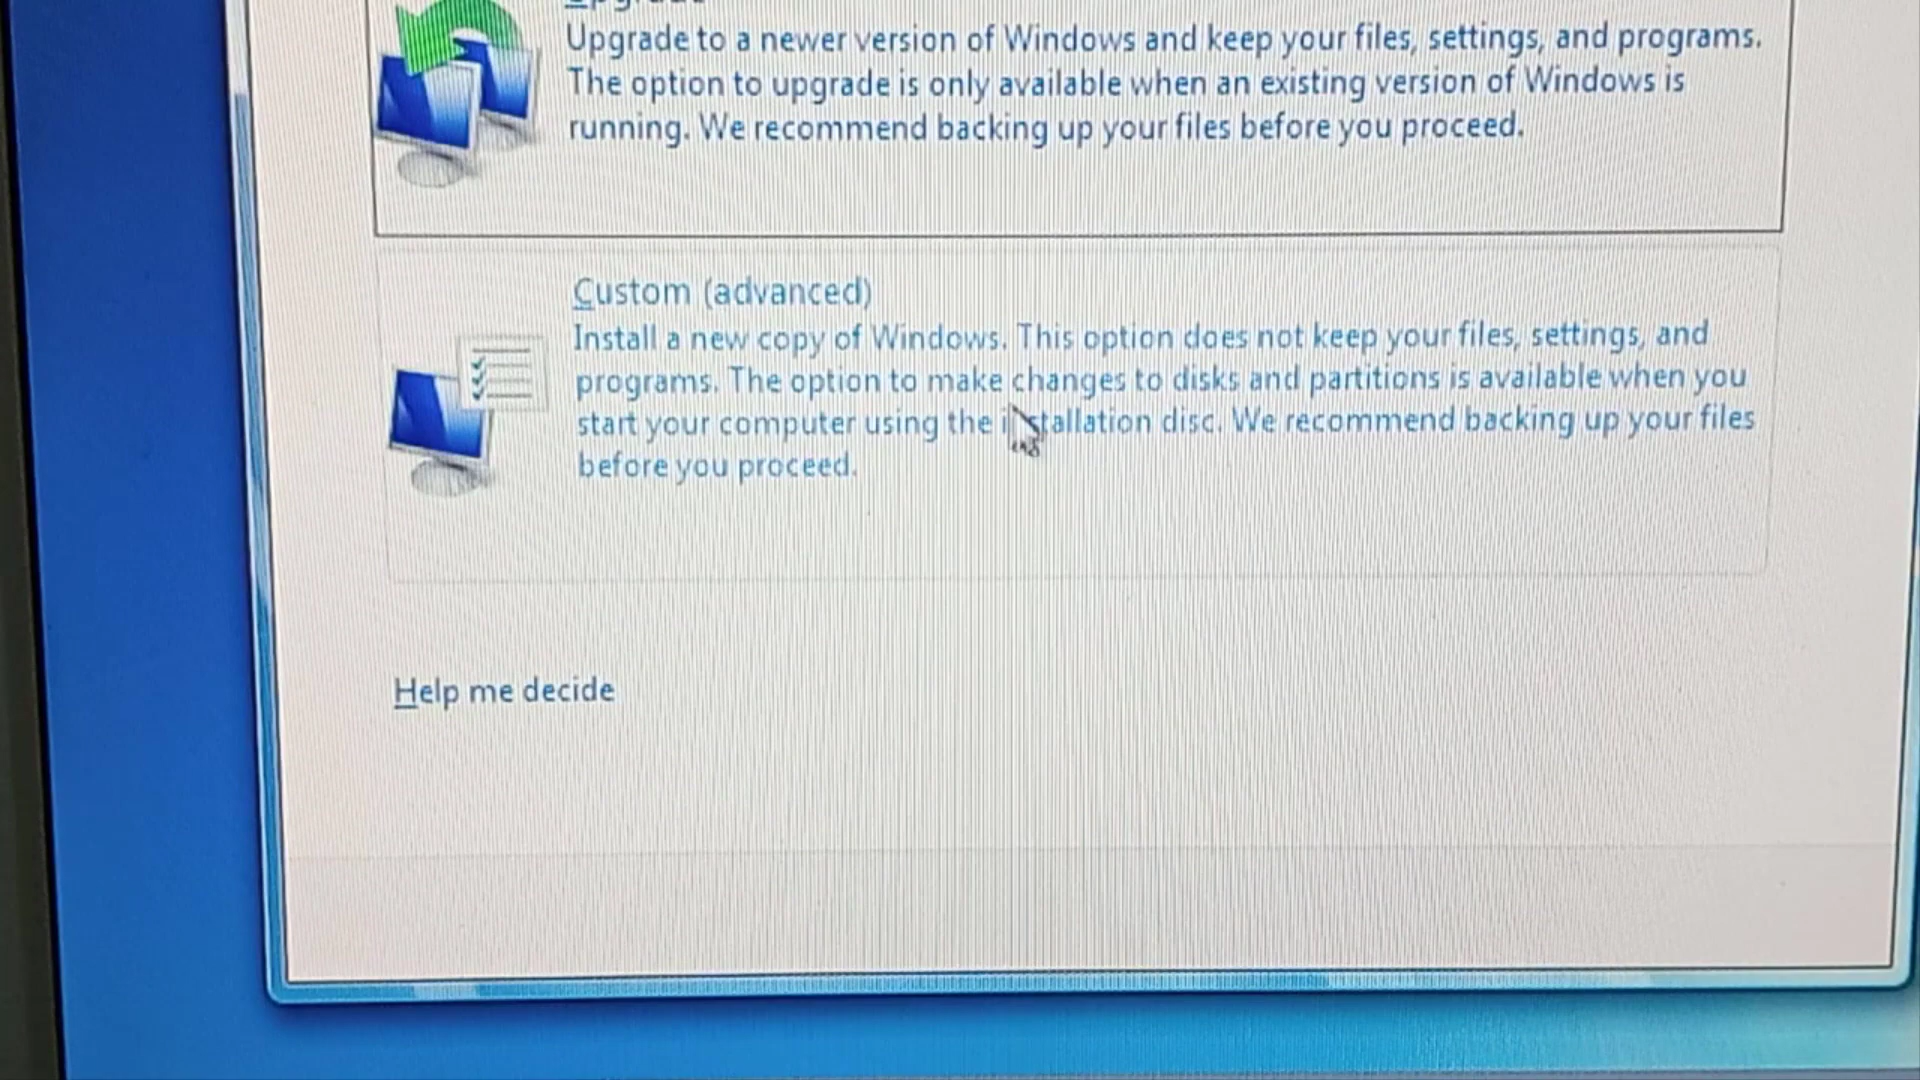 Upgrade
Upgrade to a newer version of Windows and keep your files, settings, and programs.
The option to upgrade is only available when an existing version of Windows is
running. We recommend backing up your files before you proceed.
Custom (advanced)
Install a new copy of Windows. This option does not keep your files, settings, and
programs. The option to make changes to disks and partitions is available when you
start your computer using the installation disc. We recommend backing up your files
before you proceed.
Help me decide